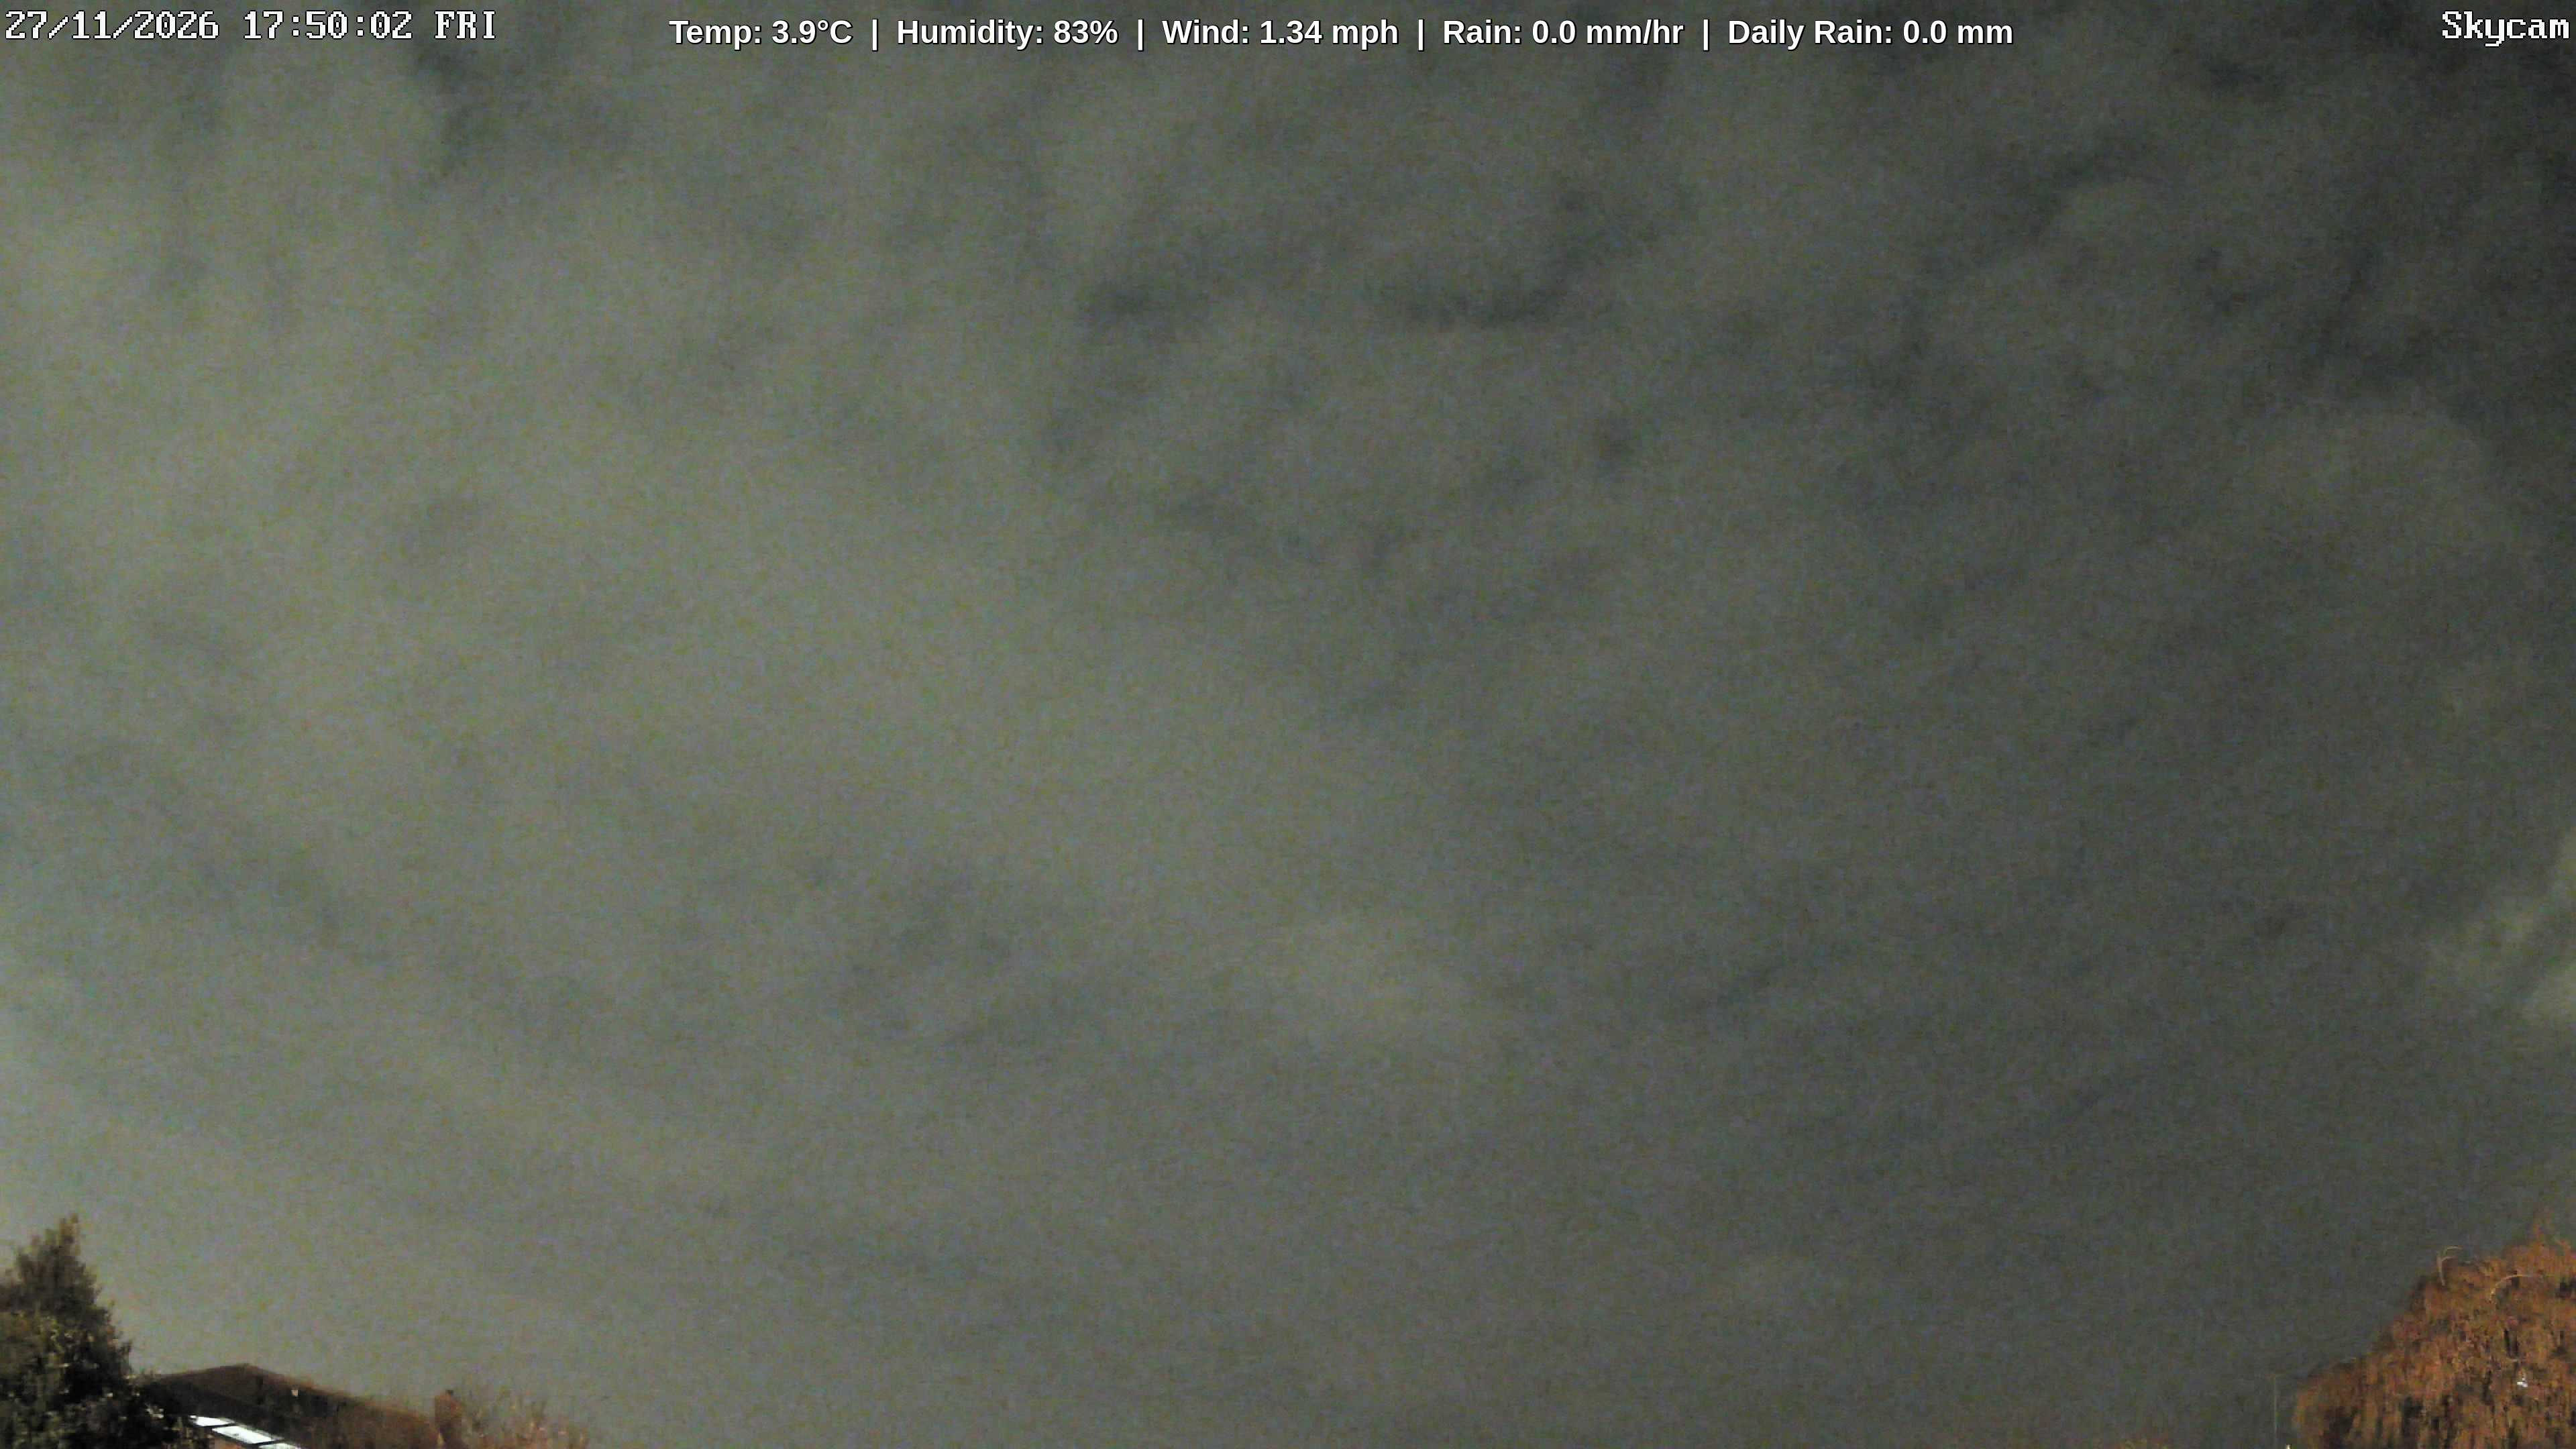 27/11/2026 17:50:02 FRI
Temp: 3.9°C | Humidity: 83% | Wind: 1.34 mph | Rain: 0.0 mm/hr | Daily Rain: 0.0 mm
Skycam